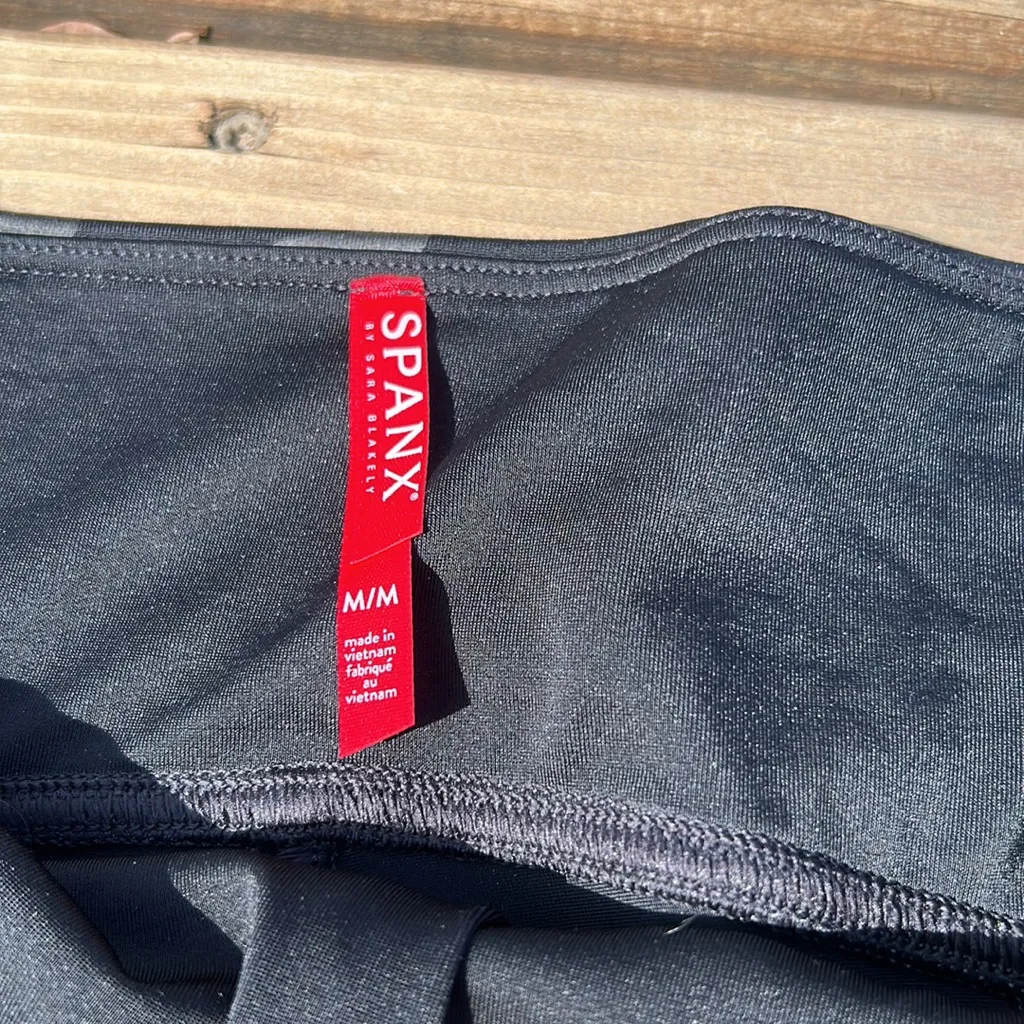 SPANX®
BY SARA BLAKELY
M/M
made in
vietnam
fabriqué
au
vietnam